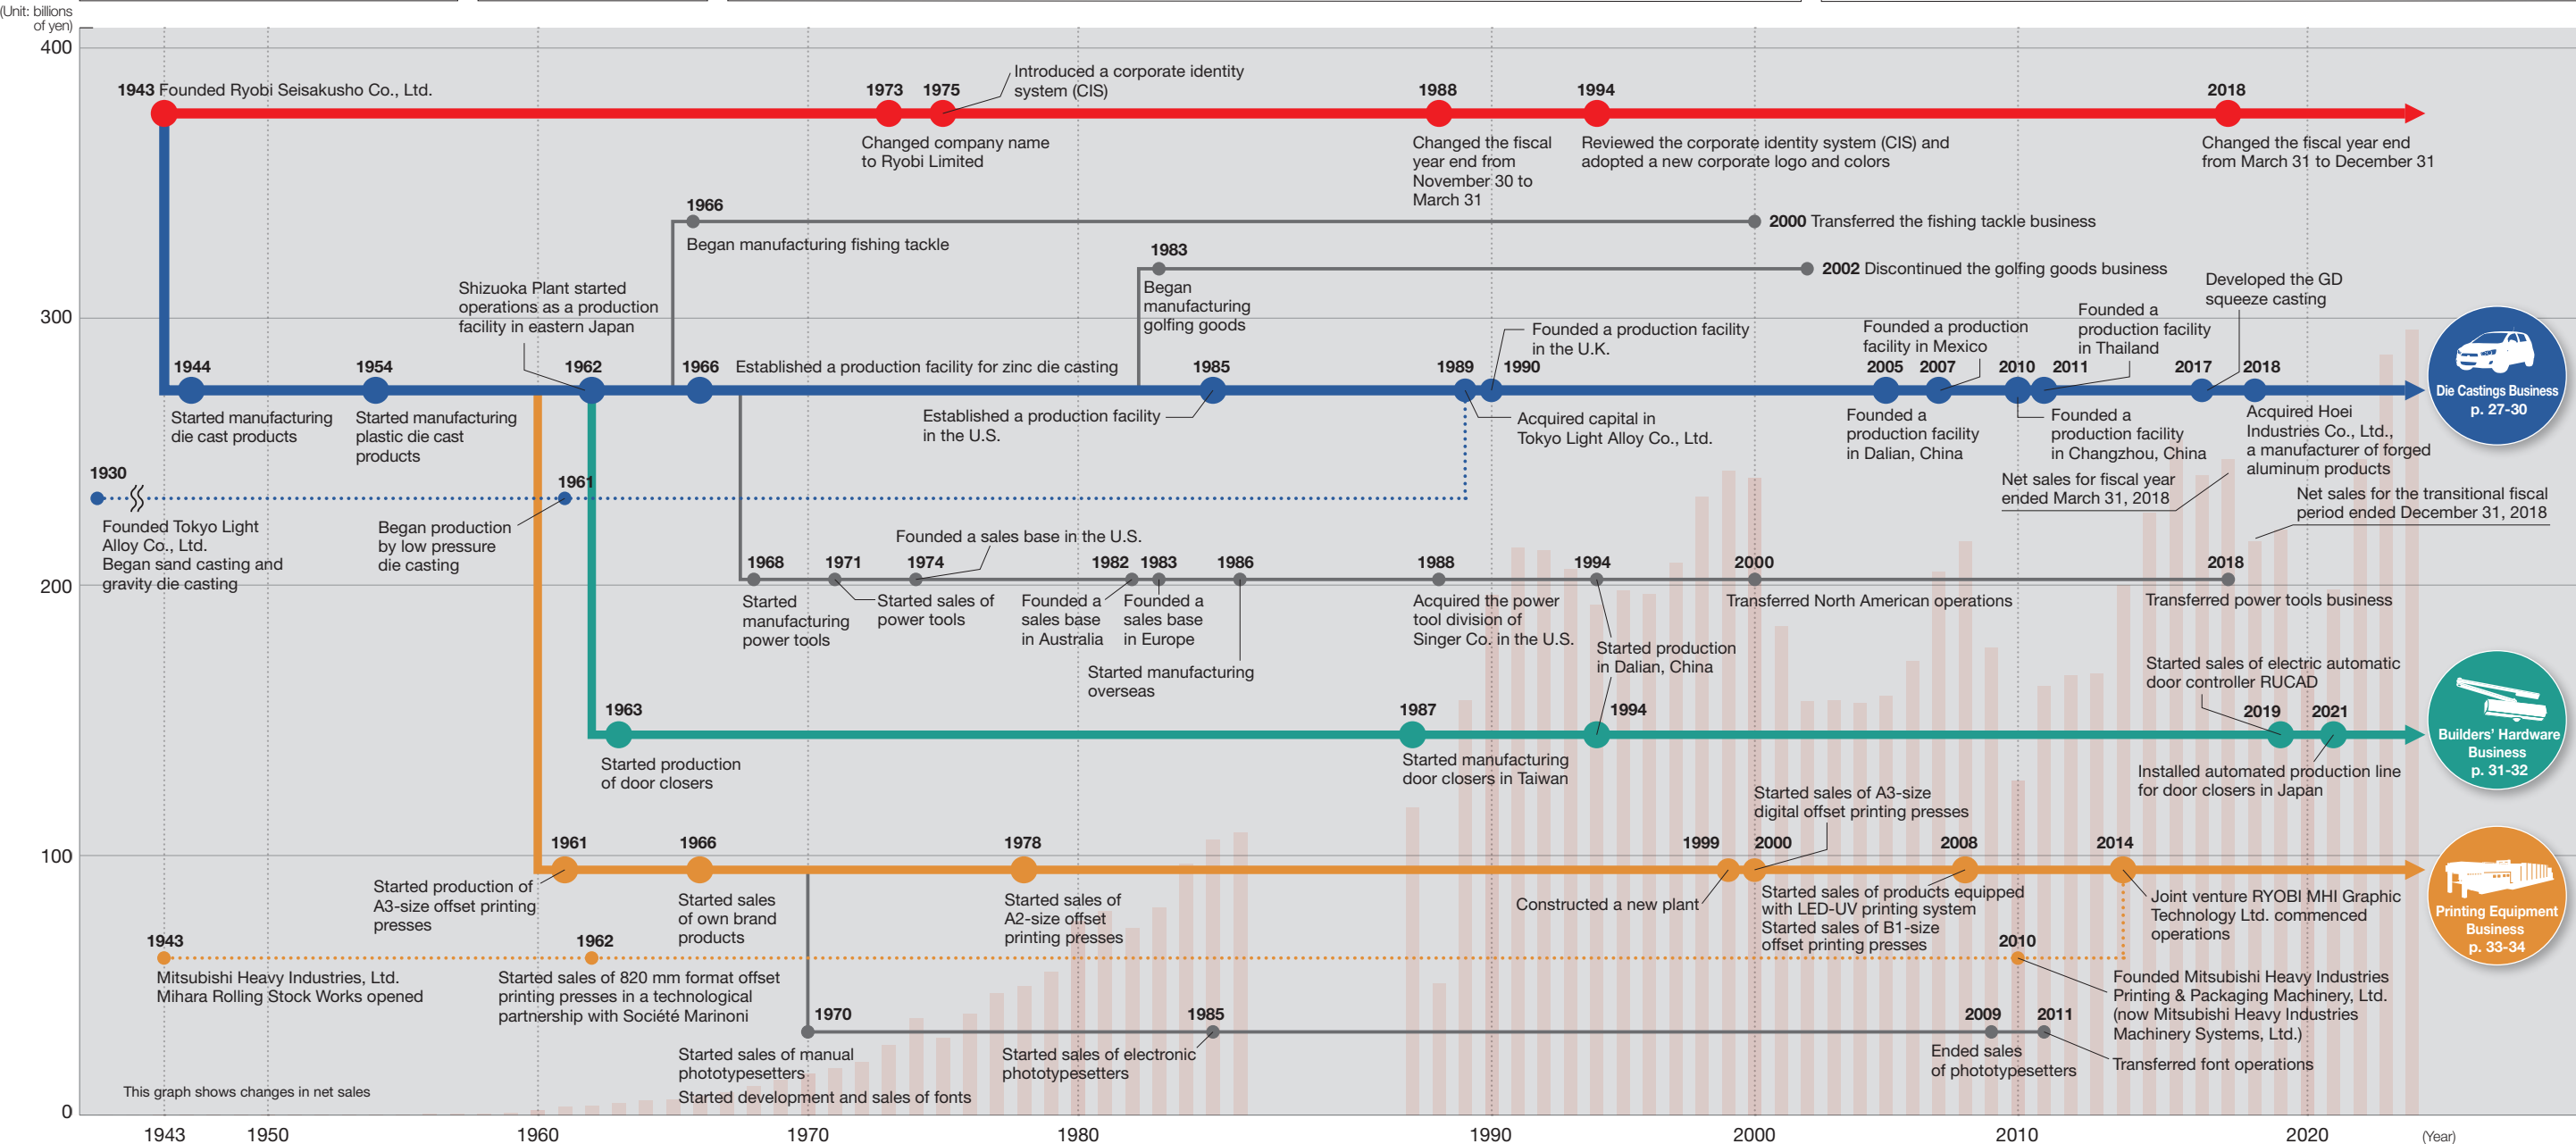 (Unit: billions
of yen)
400
300
200
100
0
1943 Founded Ryobi Seisakusho Co., Ltd.
1973
Changed company name
to Ryobi Limited
1975
Introduced a corporate identity
system (CIS)
1988
Changed the fiscal
year end from
November 30 to
March 31
1994
Reviewed the corporate identity system (CIS) and
adopted a new corporate logo and colors
2018
Changed the fiscal year end
from March 31 to December 31
1966
Began manufacturing fishing tackle
2000 Transferred the fishing tackle business
1983
Began
manufacturing
golfing goods
2002 Discontinued the golfing goods business
1944
Started manufacturing
die cast products
1954
Started manufacturing
plastic die cast
products
Shizuoka Plant started
operations as a production
facility in eastern Japan
1962
1966
Established a production facility for zinc die casting
1985
Established a production facility
in the U.S.
1989
Acquired capital in
Tokyo Light Alloy Co., Ltd.
1990
Founded a production facility
in the U.K.
2005
Founded a
production facility
in Dalian, China
2007
Founded a production
facility in Mexico
2010
Founded a
production facility
in Changzhou, China
2011
Founded a
production facility
in Thailand
2017
Developed the GD
squeeze casting
2018
Acquired Hoei
Industries Co., Ltd.,
a manufacturer of forged
aluminum products
Die Castings Business
p. 27-30
1930
Founded Tokyo Light
Alloy Co., Ltd.
Began sand casting and
gravity die casting
1961
Began production
by low pressure
die casting
Net sales for fiscal year
ended March 31, 2018
Net sales for the transitional fiscal
period ended December 31, 2018
1968
Started
manufacturing
power tools
1971
Started sales of
power tools
1974
Founded a sales base in the U.S.
1982
Founded a
sales base
in Australia
1983
Founded a
sales base
in Europe
1986
Started manufacturing
overseas
1988
Acquired the power
tool division of
Singer Co. in the U.S.
1994
Started production
in Dalian, China
2000
Transferred North American operations
2018
Transferred power tools business
1963
Started production
of door closers
1987
Started manufacturing
door closers in Taiwan
1994
Started sales of electric automatic
door controller RUCAD
2019
2021
Installed automated production line
for door closers in Japan
Builders' Hardware
Business
p. 31-32
1961
Started production of
A3-size offset printing
presses
1966
Started sales
of own brand
products
1978
Started sales of
A2-size offset
printing presses
1999
Constructed a new plant
2000
Started sales of A3-size
digital offset printing presses
2008
Started sales of products equipped
with LED-UV printing system
Started sales of B1-size
offset printing presses
2014
Joint venture RYOBI MHI Graphic
Technology Ltd. commenced
operations
Printing Equipment
Business
p. 33-34
1943
Mitsubishi Heavy Industries, Ltd.
Mihara Rolling Stock Works opened
1962
Started sales of 820 mm format offset
printing presses in a technological
partnership with Société Marinoni
2010
Founded Mitsubishi Heavy Industries
Printing & Packaging Machinery, Ltd.
(now Mitsubishi Heavy Industries
Machinery Systems, Ltd.)
1970
Started sales of manual
phototypesetters
Started development and sales of fonts
1985
Started sales of electronic
phototypesetters
2009
Ended sales
of phototypesetters
2011
Transferred font operations
This graph shows changes in net sales
1943
1950
1960
1970
1980
1990
2000
2010
2020
(Year)